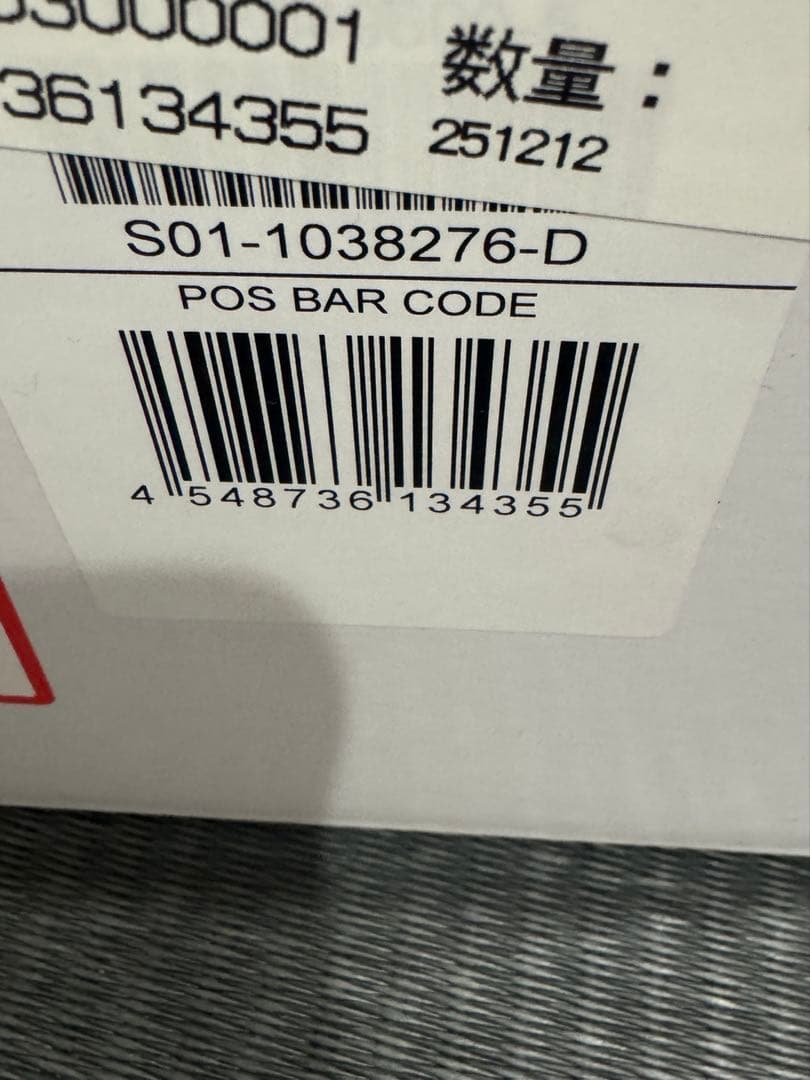 3000001
数量：
36134355
251212
S01-1038276-D
POS BAR CODE
4 548736 134355